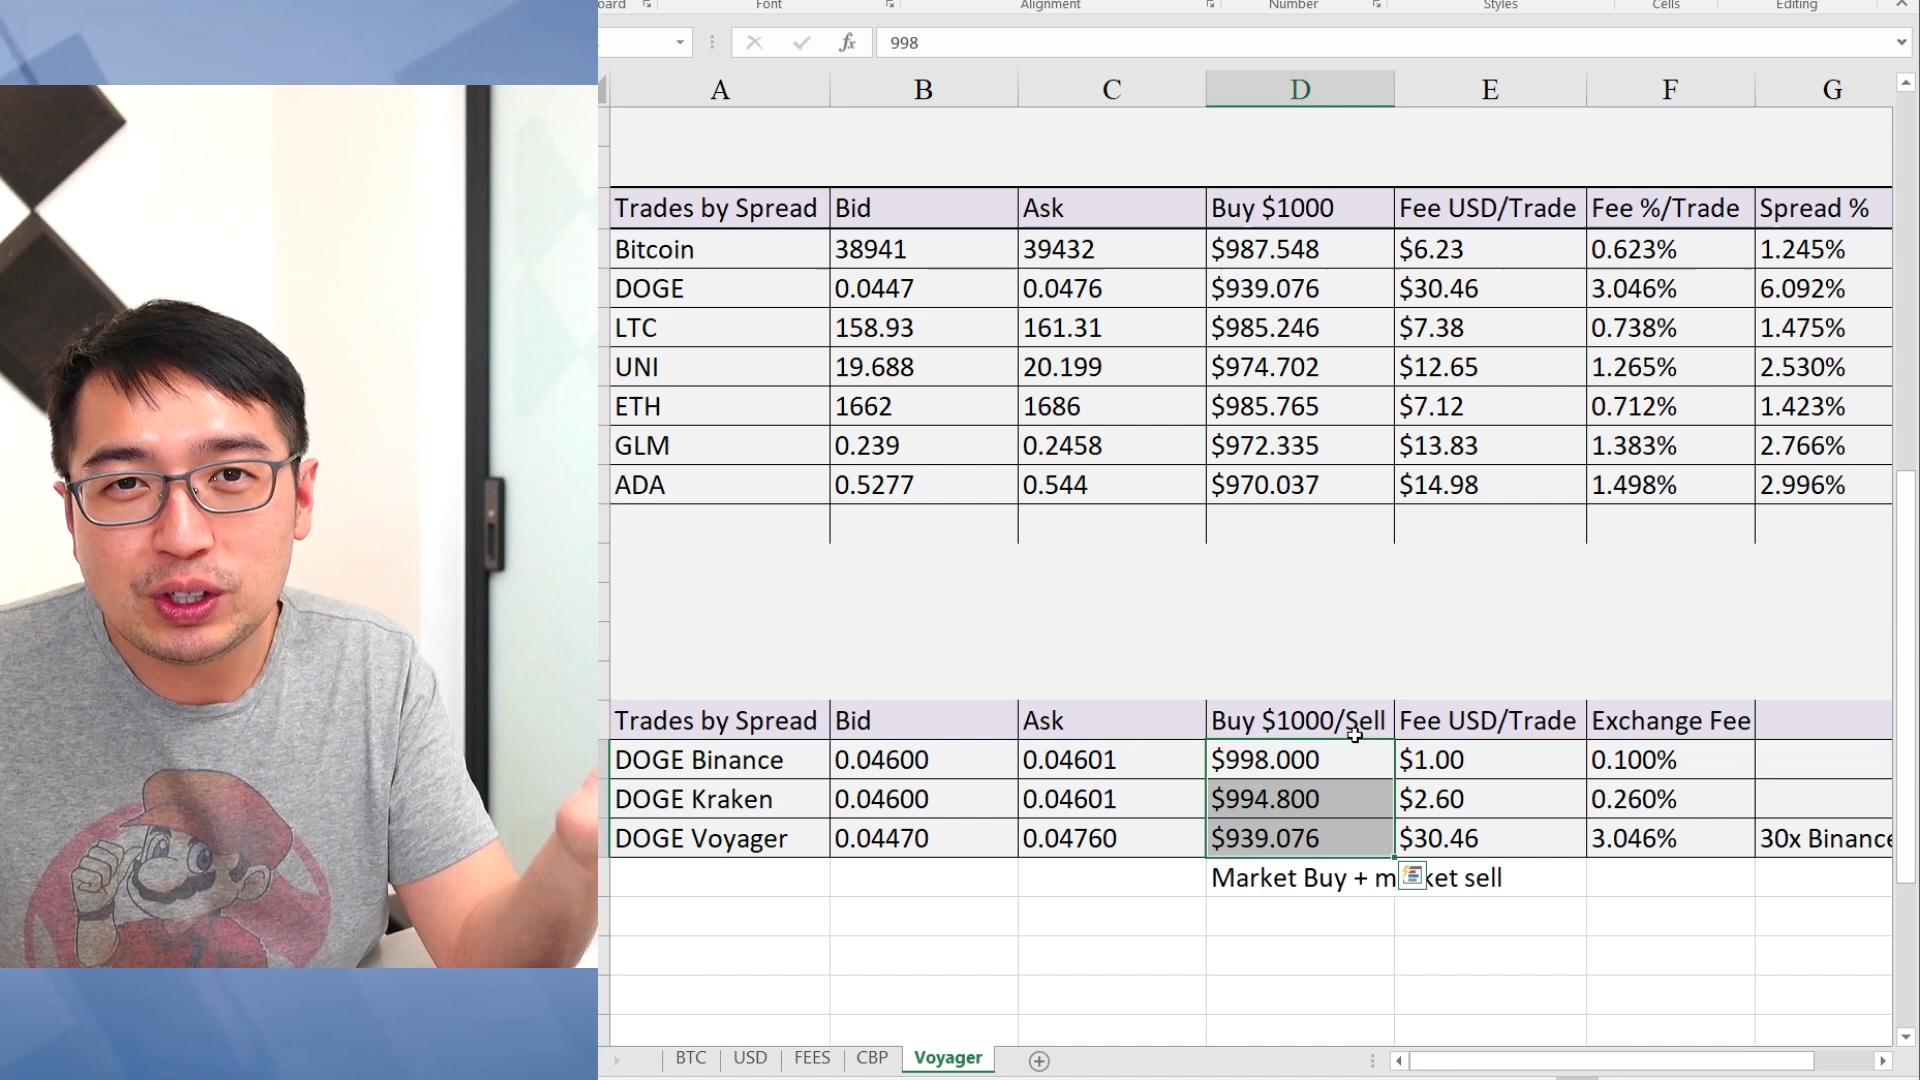 oard Font Alignment Number Styles Cells Editing
fx 998
A B C D E F G
Trades by Spread Bid Ask Buy $1000 Fee USD/Trade Fee %/Trade Spread %
Bitcoin 38941 39432 $987.548 $6.23 0.623% 1.245%
DOGE 0.0447 0.0476 $939.076 $30.46 3.046% 6.092%
LTC 158.93 161.31 $985.246 $7.38 0.738% 1.475%
UNI 19.688 20.199 $974.702 $12.65 1.265% 2.530%
ETH 1662 1686 $985.765 $7.12 0.712% 1.423%
GLM 0.239 0.2458 $972.335 $13.83 1.383% 2.766%
ADA 0.5277 0.544 $970.037 $14.98 1.498% 2.996%
Trades by Spread Bid Ask Buy $1000/Sell Fee USD/Trade Exchange Fee
DOGE Binance 0.04600 0.04601 $998.000 $1.00 0.100%
DOGE Kraken 0.04600 0.04601 $994.800 $2.60 0.260%
DOGE Voyager 0.04470 0.04760 $939.076 $30.46 3.046% 30x Binance
Market Buy + m ket sell
BTC USD FEES CBP Voyager